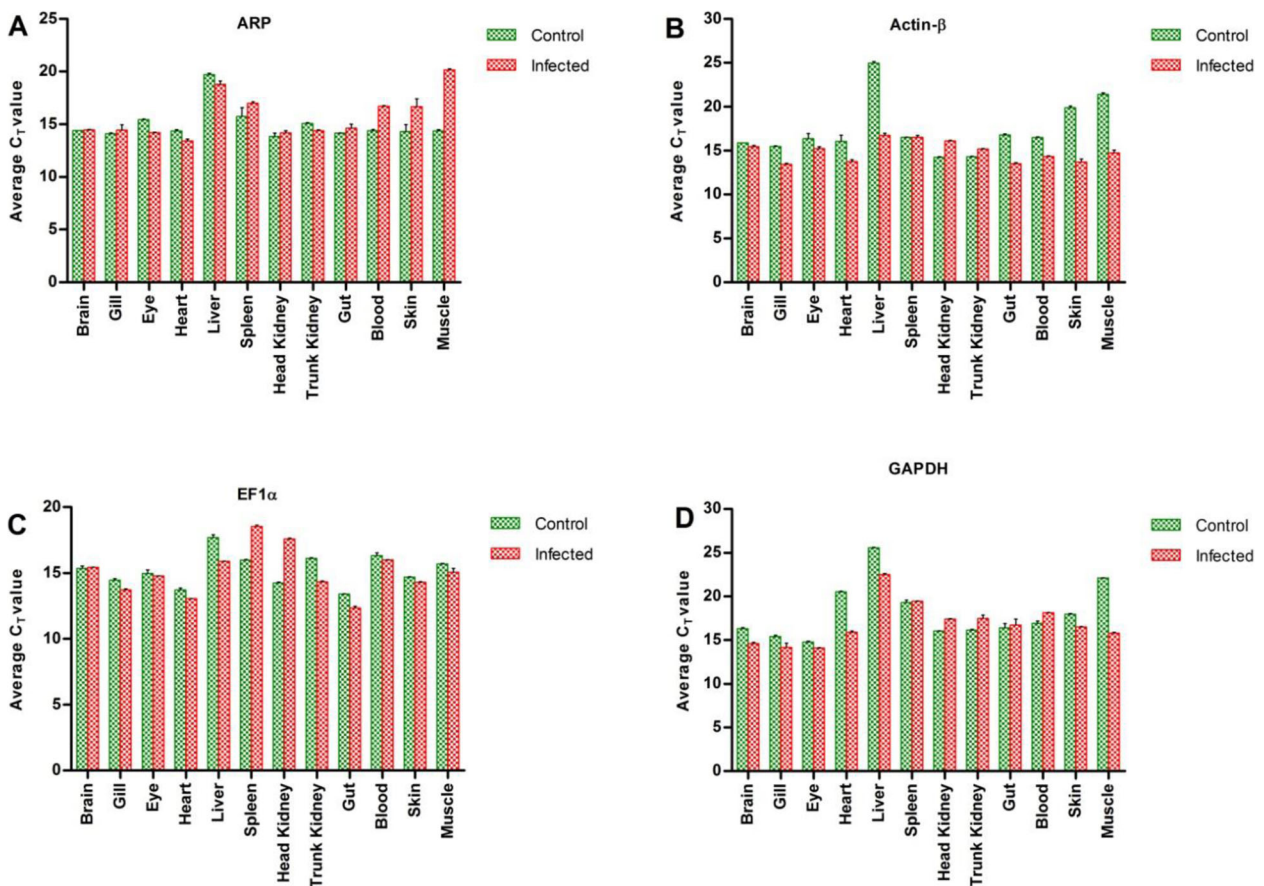 A
ARP
Average CT value
25
20
15
10
5
0
Control
Infected
Brain
Gill
Eye
Heart
Liver
Spleen
Head Kidney
Trunk Kidney
Gut
Blood
Skin
Muscle
B
Actin-β
Average CT value
30
25
20
15
10
5
0
Control
Infected
Brain
Gill
Eye
Heart
Liver
Spleen
Head Kidney
Trunk Kidney
Gut
Blood
Skin
Muscle
C
EF1α
Average CT value
20
15
10
5
0
Control
Infected
Brain
Gill
Eye
Heart
Liver
Spleen
Head Kidney
Trunk Kidney
Gut
Blood
Skin
Muscle
D
GAPDH
Average CT value
30
25
20
15
10
5
0
Control
Infected
Brain
Gill
Eye
Heart
Liver
Spleen
Head Kidney
Trunk Kidney
Gut
Blood
Skin
Muscle